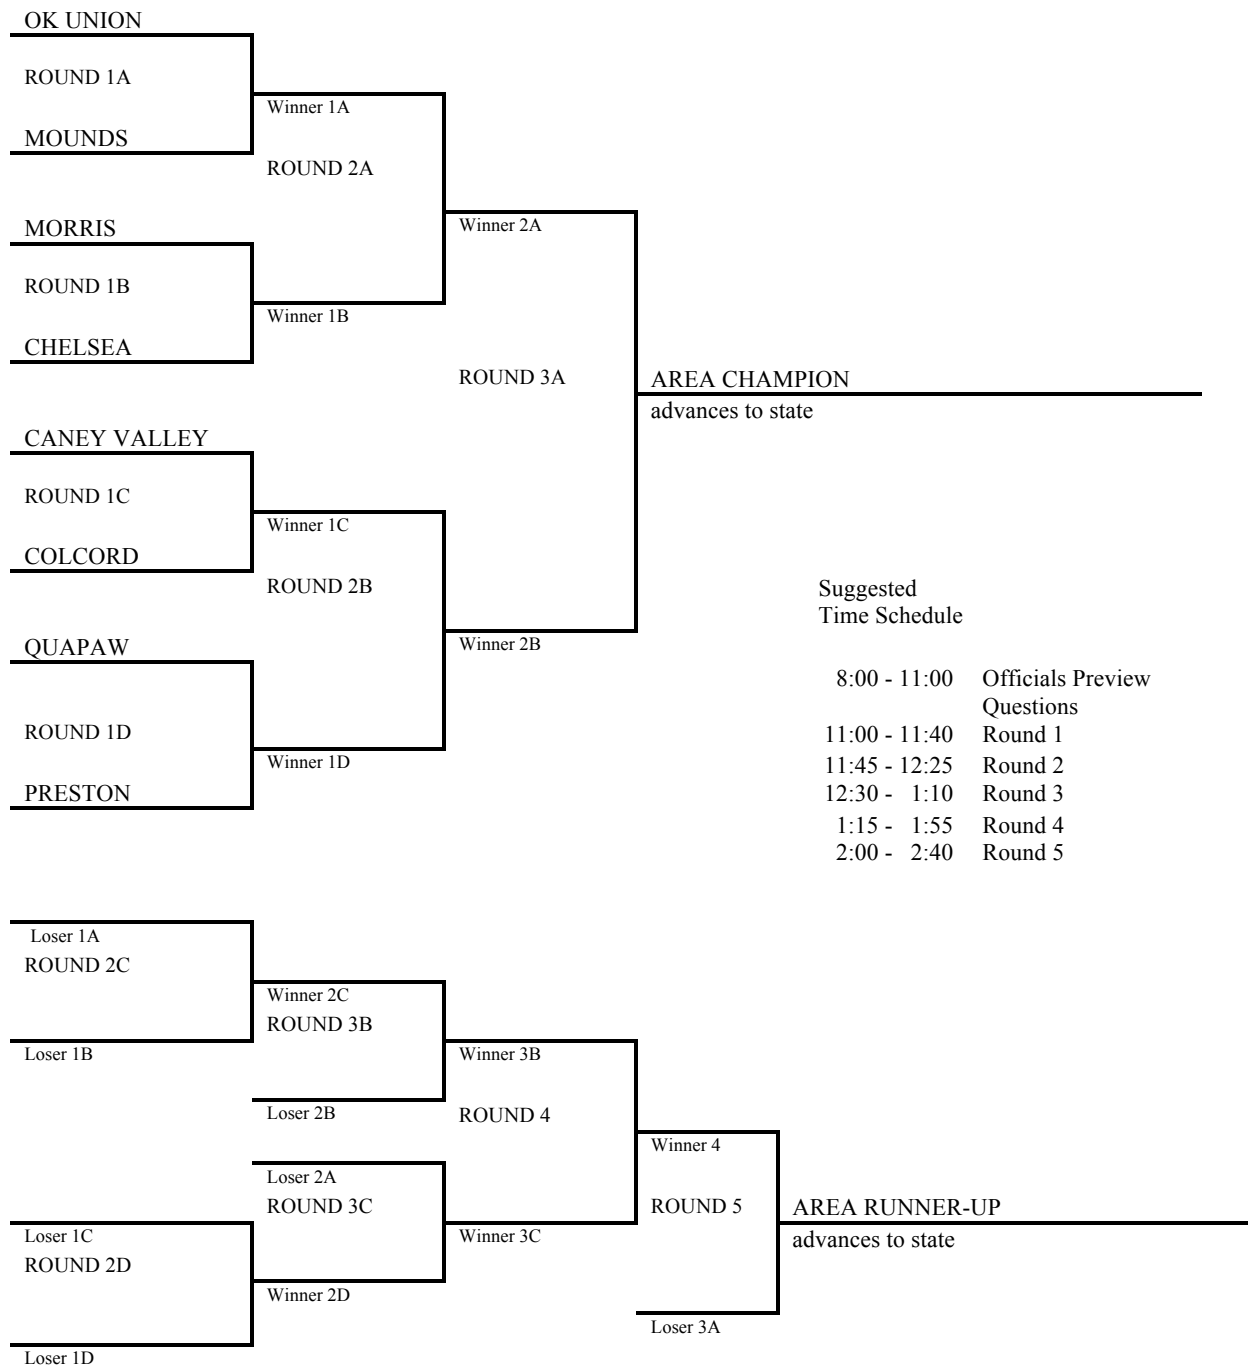 OK UNION
ROUND 1A
Winner 1A
MOUNDS
ROUND 2A
MORRIS
Winner 2A
ROUND 1B
Winner 1B
CHELSEA
ROUND 3A
AREA CHAMPION
advances to state
CANEY VALLEY
ROUND 1C
Winner 1C
COLCORD
ROUND 2B
QUAPAW
Winner 2B
ROUND 1D
Winner 1D
PRESTON
Suggested
Time Schedule
8:00 - 11:00 Officials Preview
Questions
11:00 - 11:40 Round 1
11:45 - 12:25 Round 2
12:30 - 1:10 Round 3
1:15 - 1:55 Round 4
2:00 - 2:40 Round 5
Loser 1A
ROUND 2C
Winner 2C
ROUND 3B
Loser 1B
Winner 3B
Loser 2B
ROUND 4
Winner 4
Loser 2A
ROUND 3C
ROUND 5
AREA RUNNER-UP
advances to state
Loser 1C
Winner 3C
ROUND 2D
Winner 2D
Loser 3A
Loser 1D